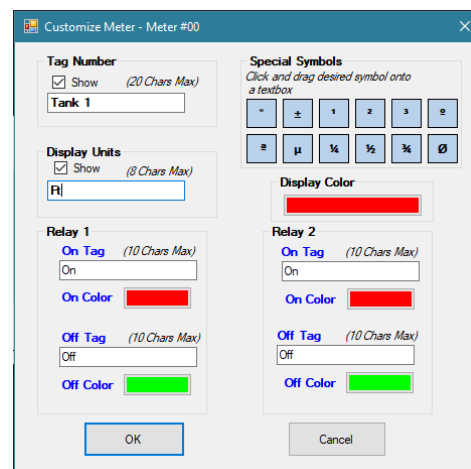 Customize Meter - Meter #00
Tag Number
Show (20 Chars Max)
Tank 1
Special Symbols
Click and drag desired symbol onto
a textbox
° ± ¹ ² ³ º
ª µ ¼ ½ ¾ Ø
Display Units
Show (8 Chars Max)
Ft
Display Color
Relay 1
On Tag (10 Chars Max)
On
On Color
Off Tag (10 Chars Max)
Off
Off Color
Relay 2
On Tag (10 Chars Max)
On
On Color
Off Tag (10 Chars Max)
Off
Off Color
OK
Cancel